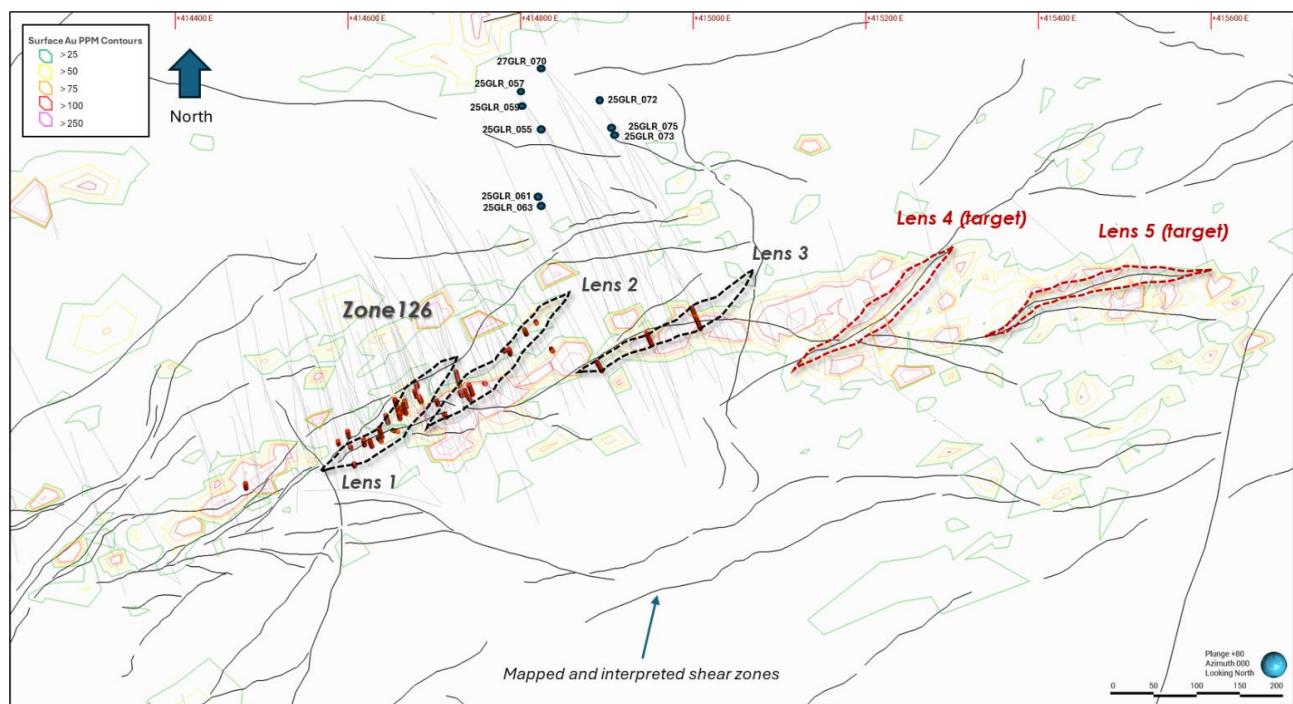 +414400 E
+414600 E
+414800 E
+415000 E
+415200 E
+415400 E
+415600 E
Surface Au PPM Contours
> 25
> 50
> 75
> 100
> 250
North
27GLR_070
25GLR_057
25GLR_059
25GLR_055
25GLR_072
25GLR_075
25GLR_073
25GLR_061
25GLR_063
Lens 4 (target)
Lens 5 (target)
Lens 3
Lens 2
Zone126
Lens 1
Mapped and interpreted shear zones
Plunge +80
Azimuth 000
Looking North
0 50 100 150 200